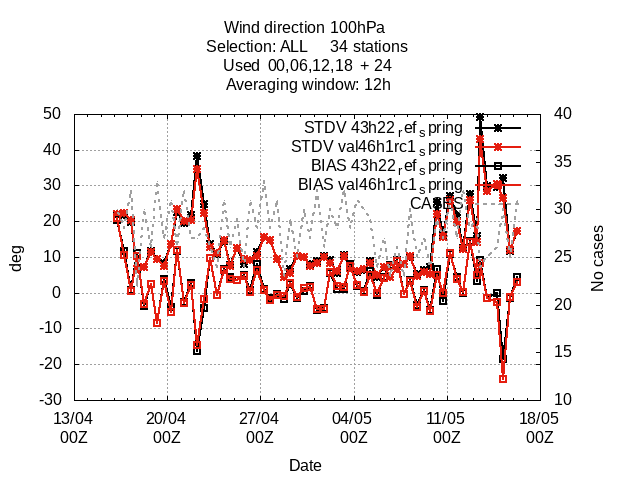 Wind direction 100hPa
Selection: ALL 34 stations
Used 00,06,12,18 + 24
Averaging window: 12h
50
40
30
20
10
0
-10
-20
-30
deg
40
35
30
25
20
15
10
No cases
STDV 43h22_ref_spring
STDV val46h1rc1_spring
BIAS 43h22_ref_spring
BIAS val46h1rc1_spring
CASES
13/04 20/04 27/04 04/05 11/05 18/05
00Z 00Z 00Z 00Z 00Z 00Z
Date